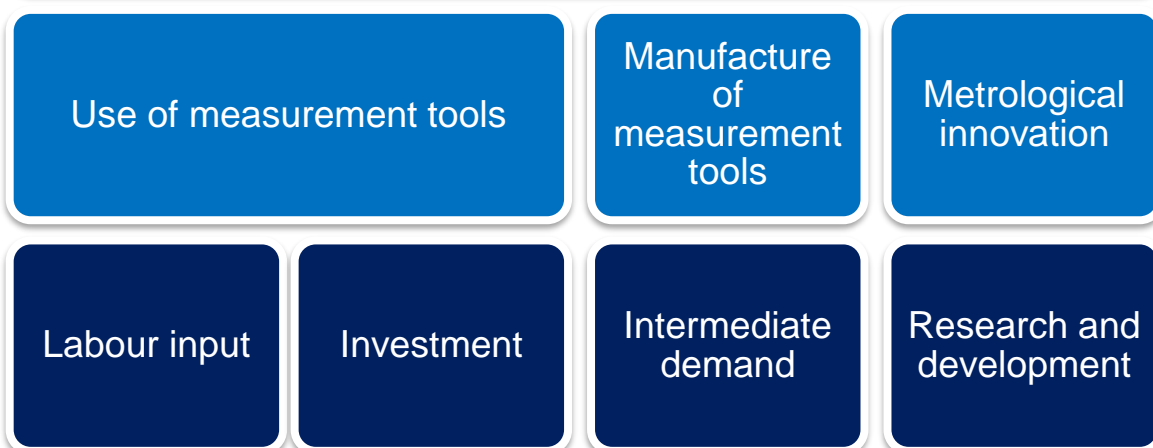 Use of measurement tools
Manufacture
of
measurement
tools
Metrological
innovation
Labour input
Investment
Intermediate
demand
Research and
development